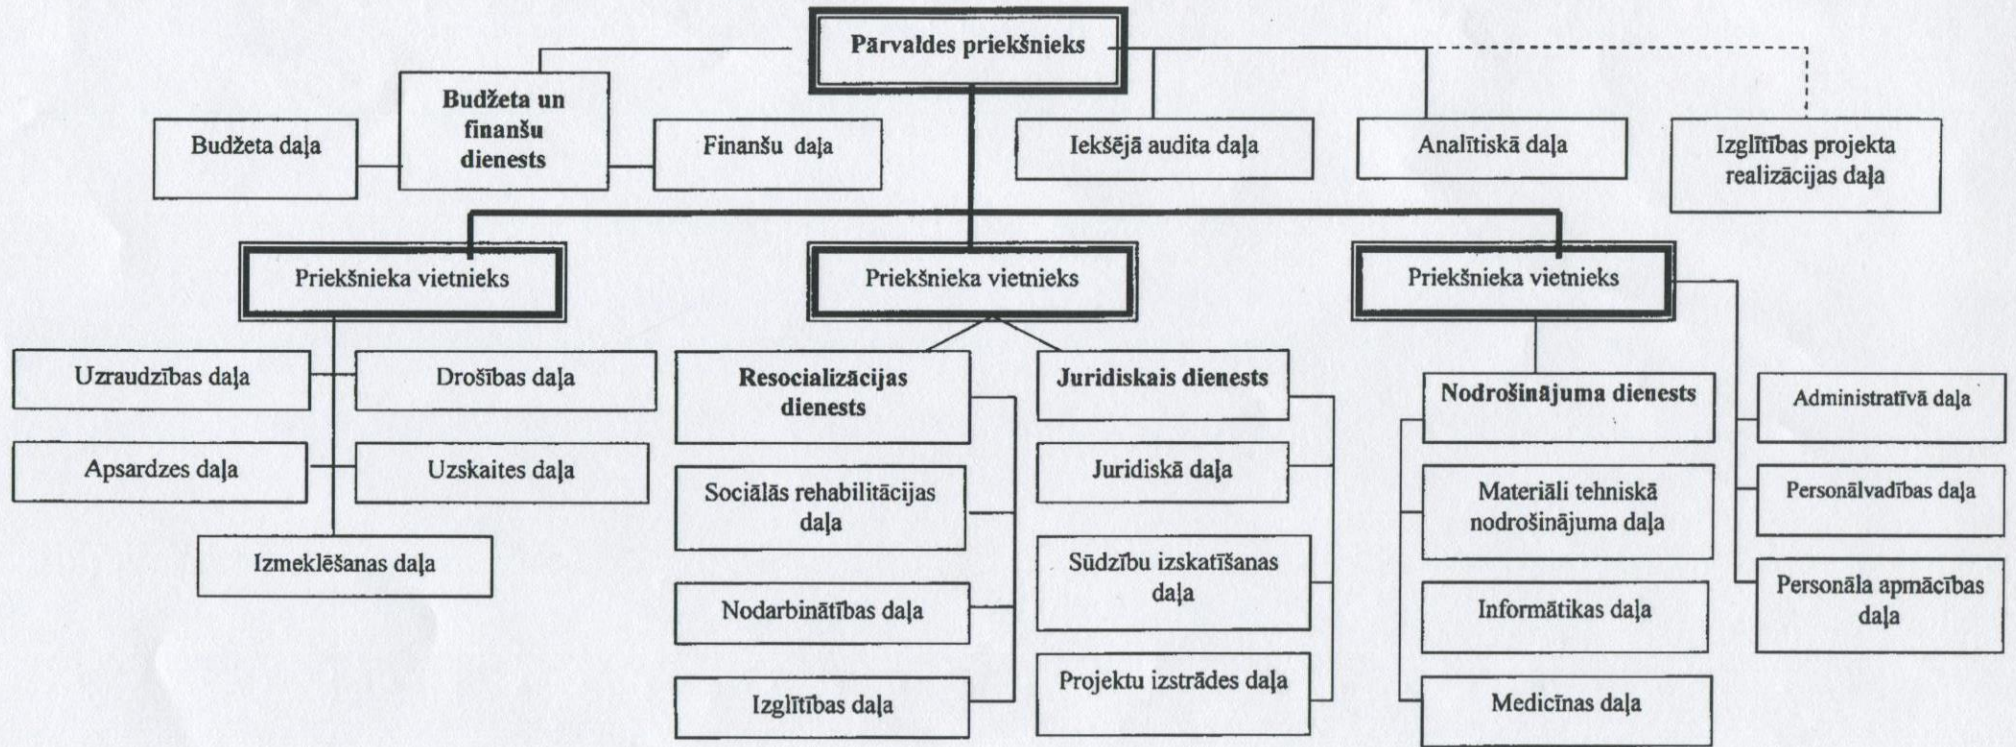 Pārvaldes priekšnieks
Budžeta un
finanšu
dienests
Budžeta daļa
Finanšu daļa
Iekšējā audita daļa
Analītiskā daļa
Izglītības projekta
realizācijas daļa
Priekšnieka vietnieks
Priekšnieka vietnieks
Priekšnieka vietnieks
Uzraudzības daļa
Drošības daļa
Apsardzes daļa
Uzskaites daļa
Izmeklēšanas daļa
Resocializācijas
dienests
Sociālās rehabilitācijas
daļa
Nodarbinātības daļa
Izglītības daļa
Juridiskais dienests
Juridiskā daļa
Sūdzību izskatīšanas
daļa
Projektu izstrādes daļa
Nodrošinājuma dienests
Materiāli tehniskā
nodrošinājuma daļa
Informātikas daļa
Medicīnas daļa
Administratīvā daļa
Personālvadības daļa
Personāla apmācības
daļa